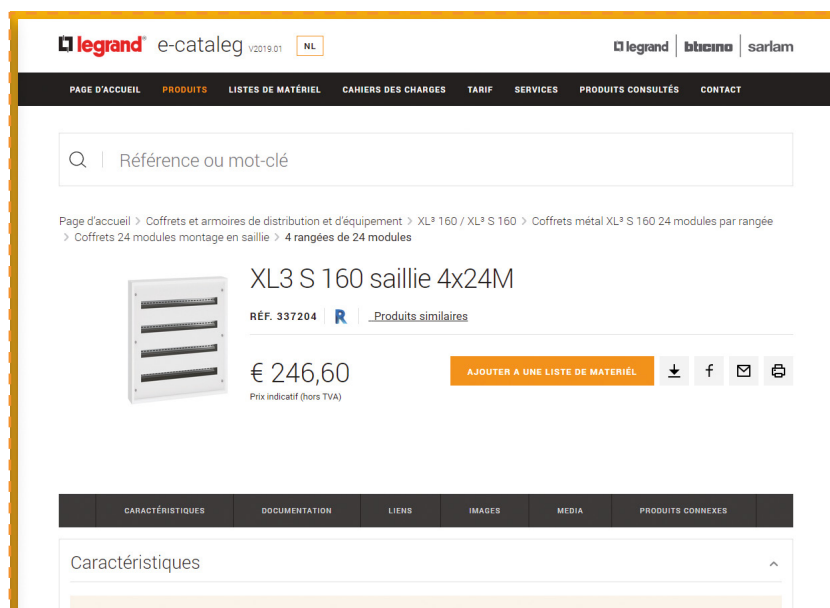 legrand® e-cataleg V2019.01 NL
legrand bticino sarlam
PAGE D'ACCUEIL PRODUITS LISTES DE MATÉRIEL CAHIERS DES CHARGES TARIF SERVICES PRODUITS CONSULTÉS CONTACT
Référence ou mot-clé
Page d'accueil > Coffrets et armoires de distribution et d'équipement > XL³ 160 / XL³ S 160 > Coffrets métal XL³ S 160 24 modules par rangée
> Coffrets 24 modules montage en saillie > 4 rangées de 24 modules
XL3 S 160 saillie 4x24M
RÉF. 337204 R Produits similaires
€ 246,60
Prix indicatif (hors TVA)
AJOUTER A UNE LISTE DE MATERIÉL
CARACTÉRISTIQUES DOCUMENTATION LIENS IMAGES MEDIA PRODUITS CONNEXES
Caractéristiques